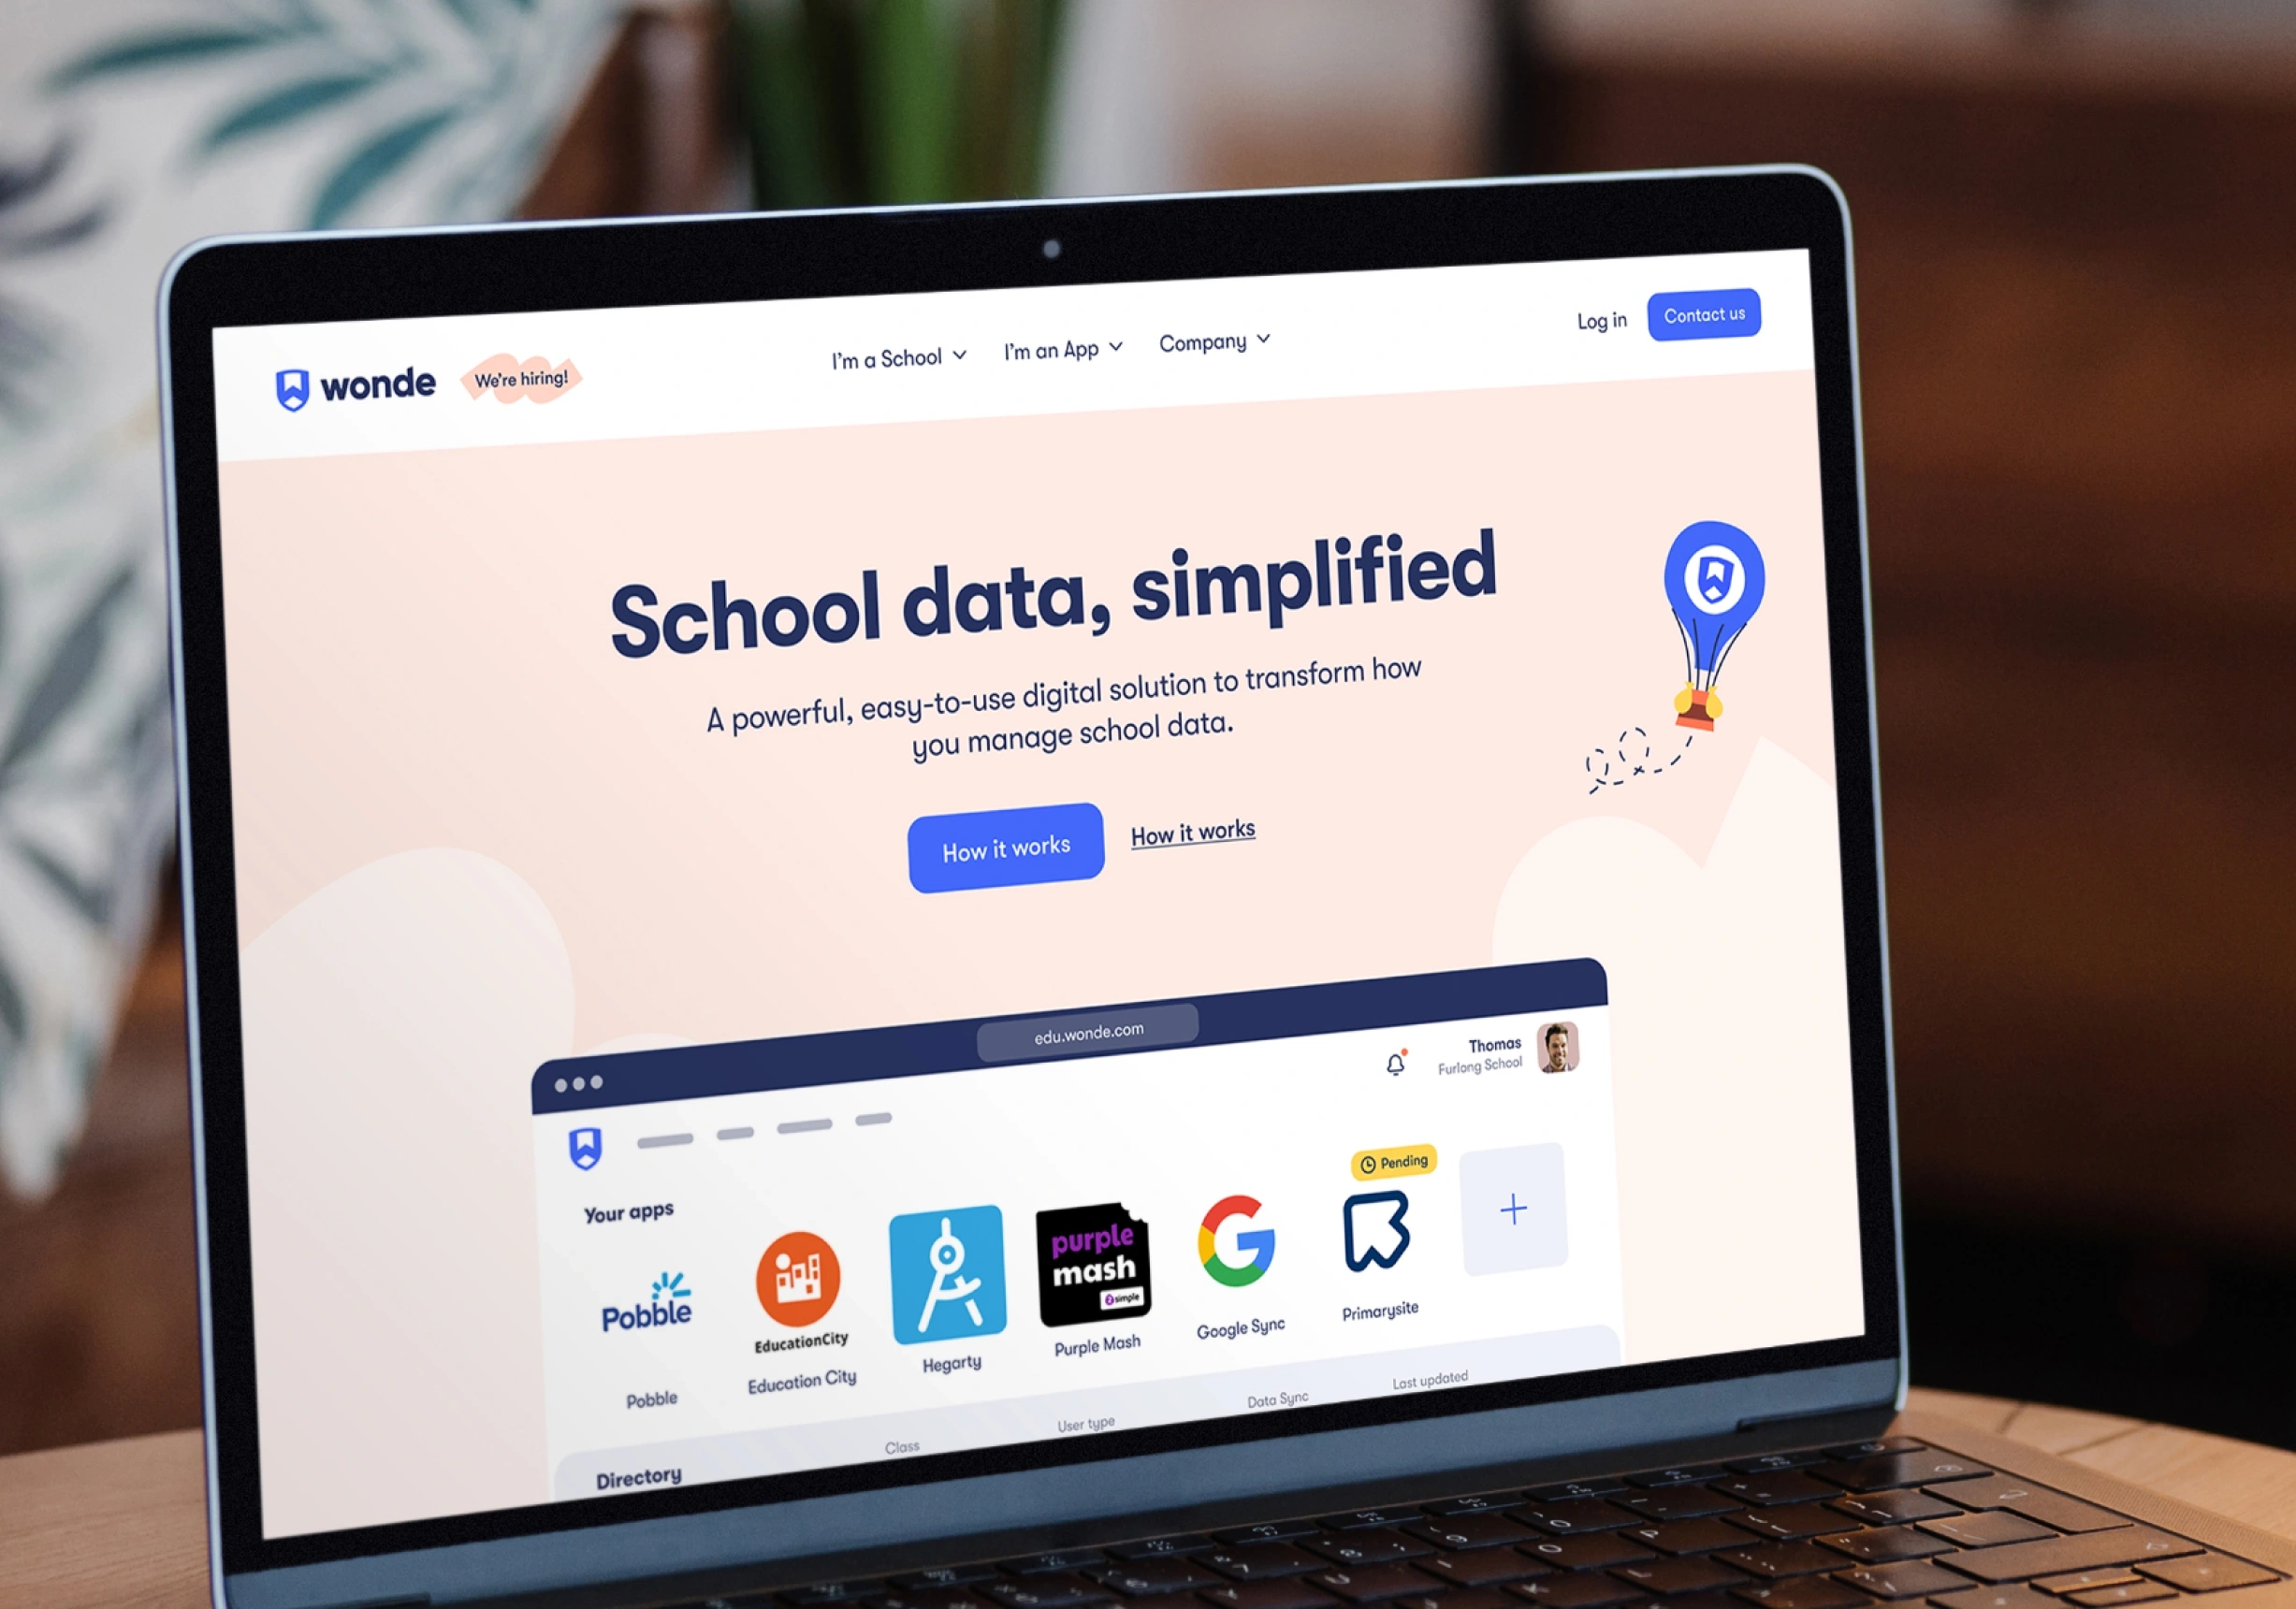 wonde
We're hiring!
I'm a School
I'm an App
Company
Log in
Contact us
School data, simplified
A powerful, easy-to-use digital solution to transform how
you manage school data.
How it works
How it works
edu.wonde.com
Thomas
Furlong School
Your apps
Pending
Pobble
Pobble
EducationCity
Education City
Hegarty
purple
mash
2simple
Purple Mash
G
Google Sync
Primarysite
Directory
Class
User type
Data Sync
Last updated